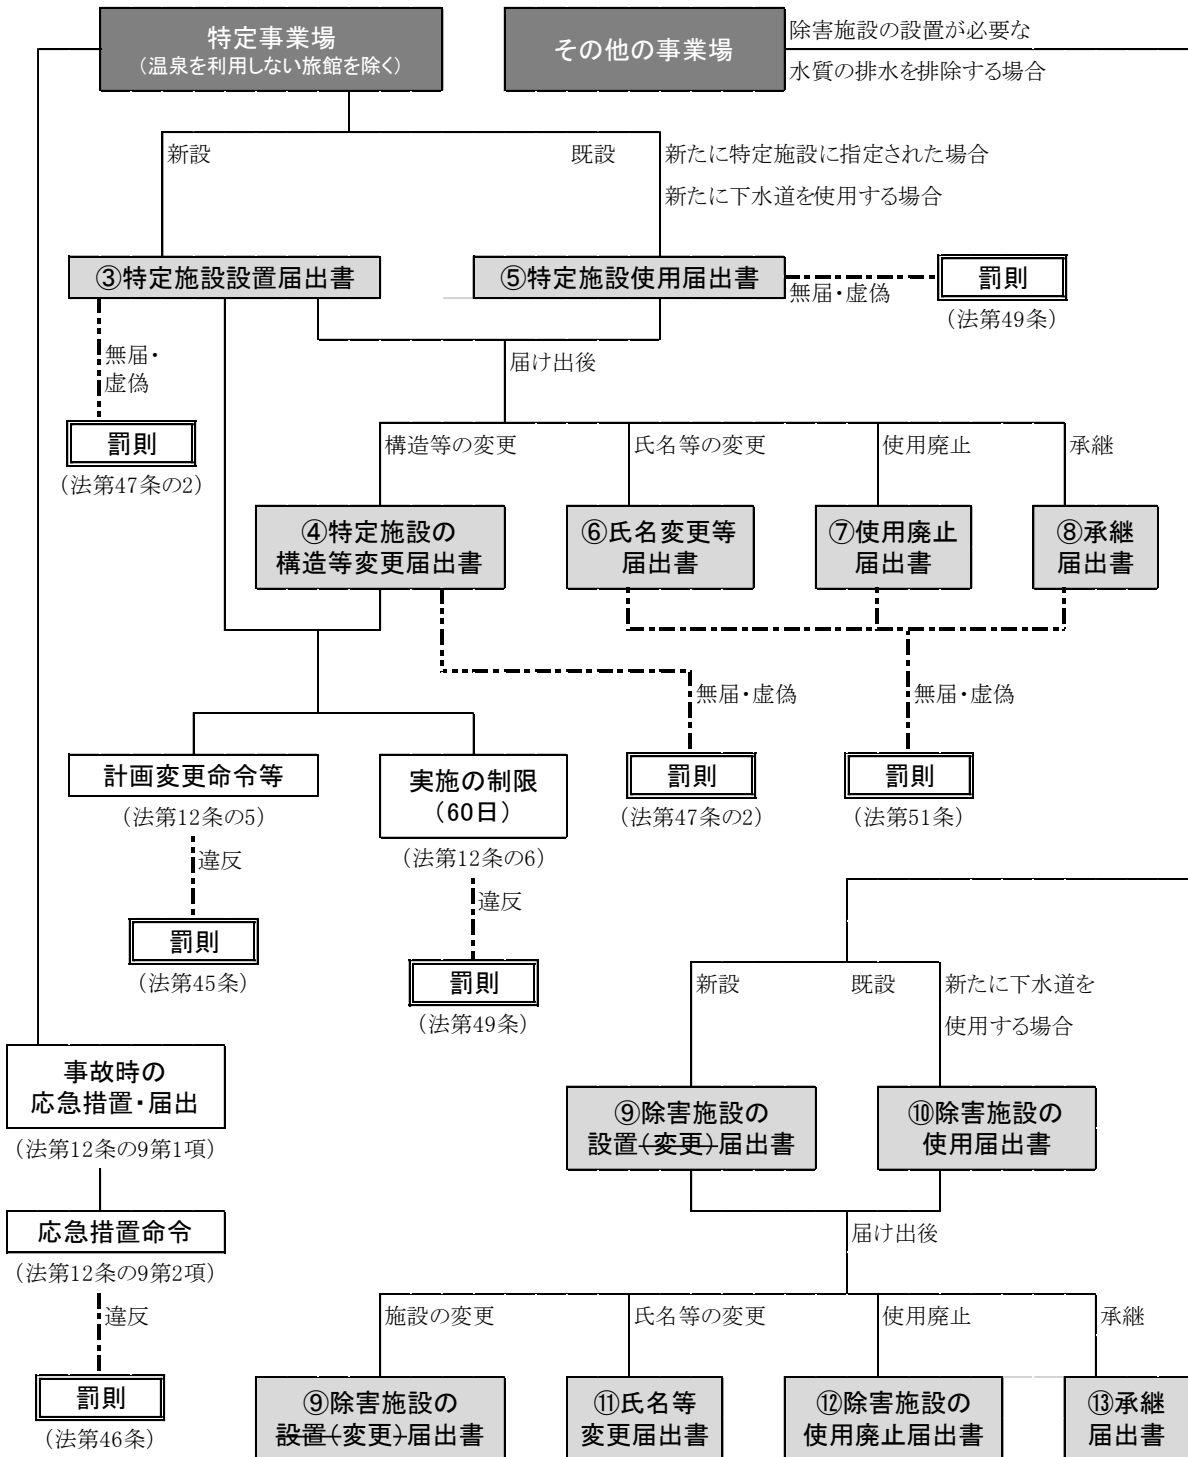 特定事業場
（温泉を利用しない旅館を除く）
その他の事業場
除害施設の設置が必要な
水質の排水を排除する場合
新設
既設
新たに特定施設に指定された場合
新たに下水道を使用する場合
③特定施設設置届出書
⑤特定施設使用届出書
無届・虚偽
罰則
（法第49条）
無届・
虚偽
罰則
（法第47条の2）
届け出後
構造等の変更
氏名等の変更
使用廃止
承継
④特定施設の
構造等変更届出書
⑥氏名変更等
届出書
⑦使用廃止
届出書
⑧承継
届出書
無届・虚偽
無届・虚偽
計画変更命令等
（法第12条の5）
実施の制限
（60日）
（法第12条の6）
罰則
（法第47条の2）
罰則
（法第51条）
違反
罰則
（法第45条）
違反
罰則
（法第49条）
新設
既設
新たに下水道を
使用する場合
事故時の
応急措置・届出
（法第12条の9第1項）
応急措置命令
（法第12条の9第2項）
違反
罰則
（法第46条）
⑨除害施設の
設置（変更）届出書
⑩除害施設の
使用届出書
届け出後
施設の変更
氏名等の変更
使用廃止
承継
⑨除害施設の
設置（変更）届出書
⑪氏名等
変更届出書
⑫除害施設の
使用廃止届出書
⑬承継
届出書